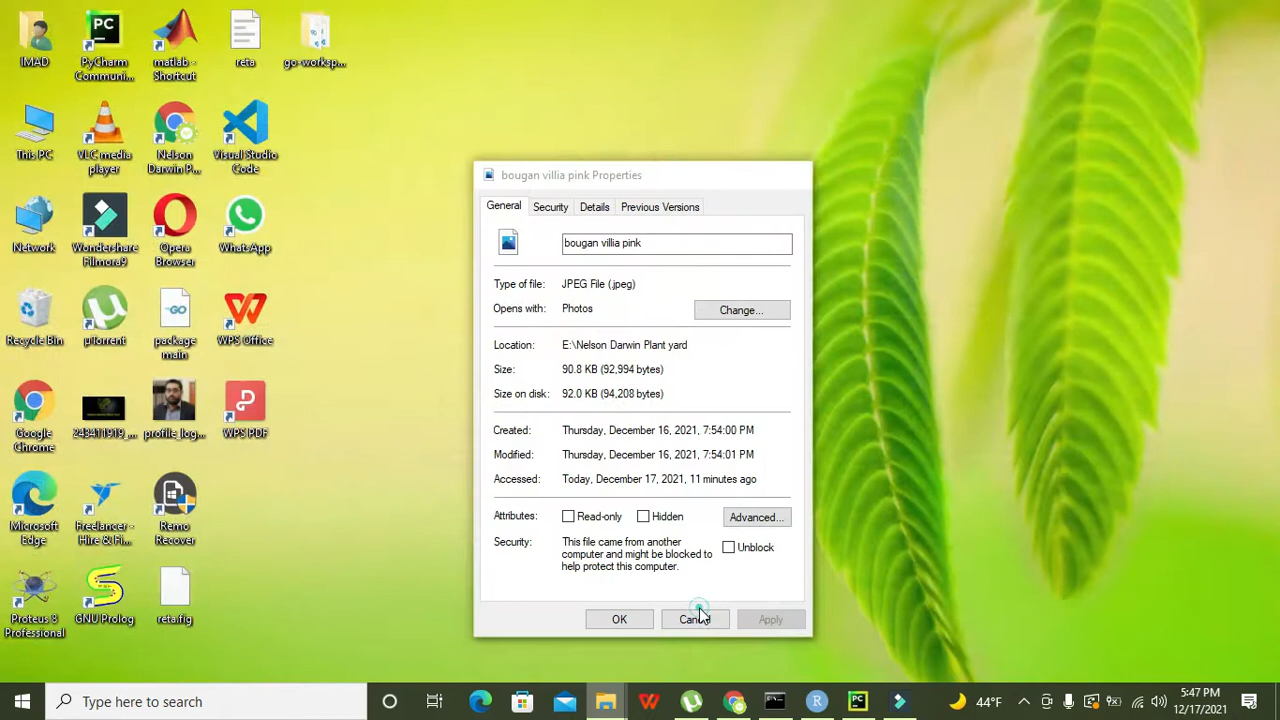 IMAD
PyCharm
Communi...
matlab -
Shortcut
reta
go-worksp...
This PC
VLC media
player
Nelson
Darwin P...
Visual Studio
Code
Network
Wondershare
Filmora9
Opera
Browser
WhatsApp
Recycle Bin
µTorrent
package
main
WPS Office
Google
Chrome
243411919_...
profile_log...
WPS PDF
Microsoft
Edge
Freelancer -
Hire & Fi...
Remo
Recover
Proteus 8
Professional
GNU Prolog
reta.fig
bougan villia pink Properties
General
Security
Details
Previous Versions
bougan villia pink
Type of file: JPEG File (.jpeg)
Opens with: Photos
Change...
Location: E:\Nelson Darwin Plant yard
Size: 90.8 KB (92,994 bytes)
Size on disk: 92.0 KB (94,208 bytes)
Created: Thursday, December 16, 2021, 7:54:00 PM
Modified: Thursday, December 16, 2021, 7:54:01 PM
Accessed: Today, December 17, 2021, 11 minutes ago
Attributes: Read-only Hidden Advanced...
Security: This file came from another
computer and might be blocked to
help protect this computer.
Unblock
OK
Cancel
Apply
Type here to search
44°F
5:47 PM
12/17/2021